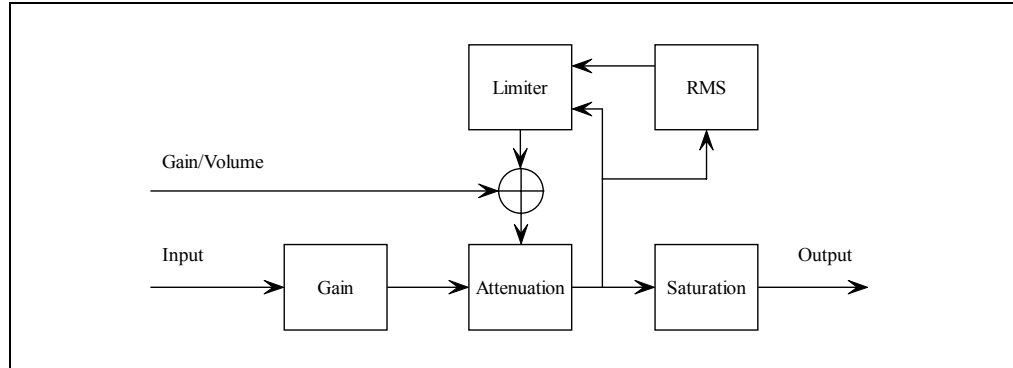 Limiter
RMS
Gain/Volume
Input
Gain
Attenuation
Saturation
Output